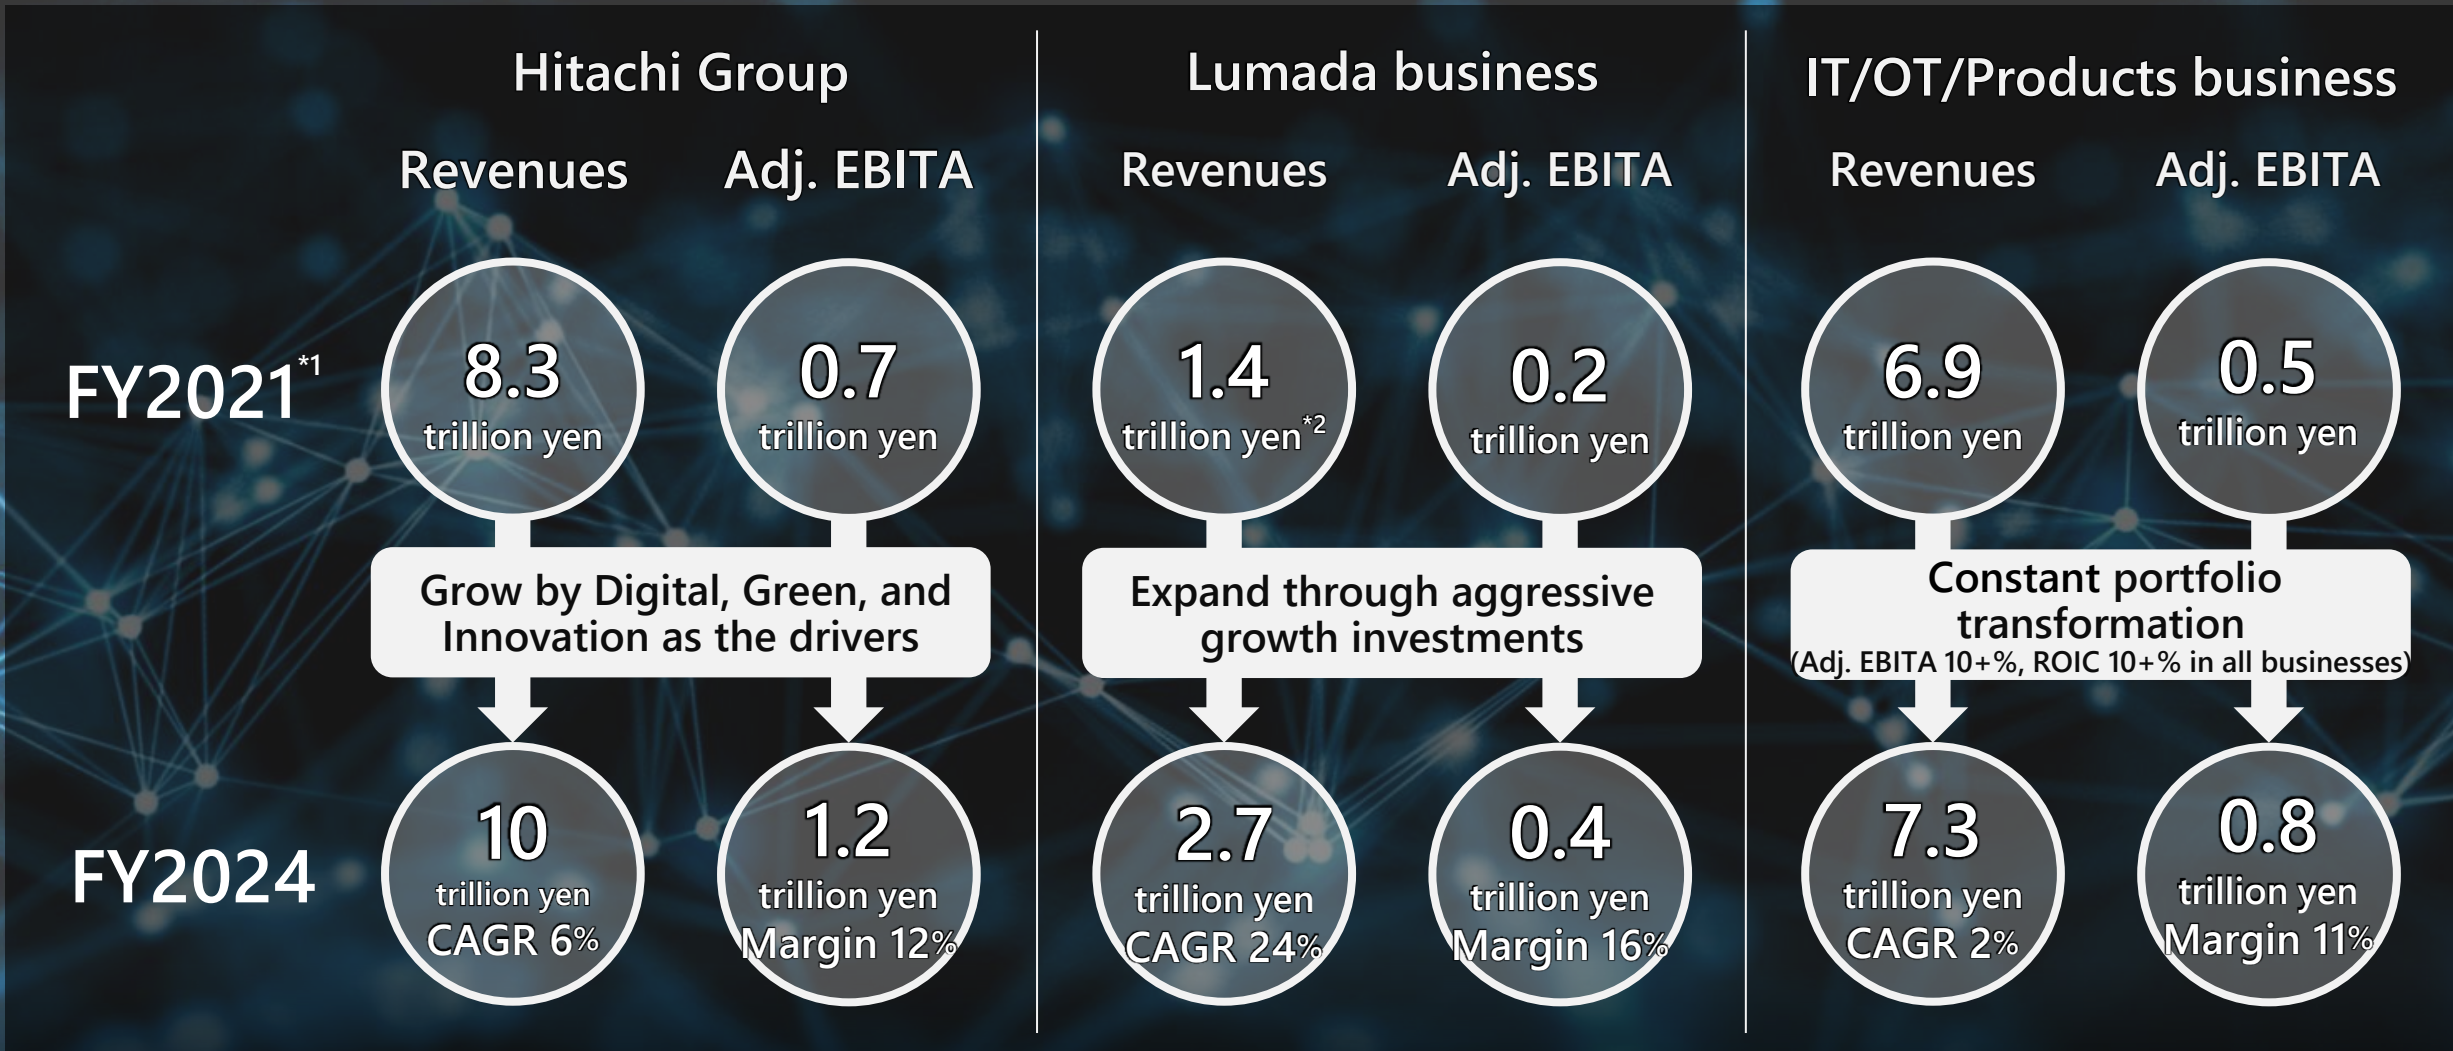 Hitachi Group
Revenues
Adj. EBITA
Lumada business
Revenues
Adj. EBITA
IT/OT/Products business
Revenues
Adj. EBITA
FY2021*1
8.3
trillion yen
0.7
trillion yen
1.4
trillion yen*2
0.2
trillion yen
6.9
trillion yen
0.5
trillion yen
Grow by Digital, Green, and
Innovation as the drivers
Expand through aggressive
growth investments
Constant portfolio
transformation
(Adj. EBITA 10+%, ROIC 10+% in all businesses)
FY2024
10
trillion yen
CAGR 6%
1.2
trillion yen
Margin 12%
2.7
trillion yen
CAGR 24%
0.4
trillion yen
Margin 16%
7.3
trillion yen
CAGR 2%
0.8
trillion yen
Margin 11%